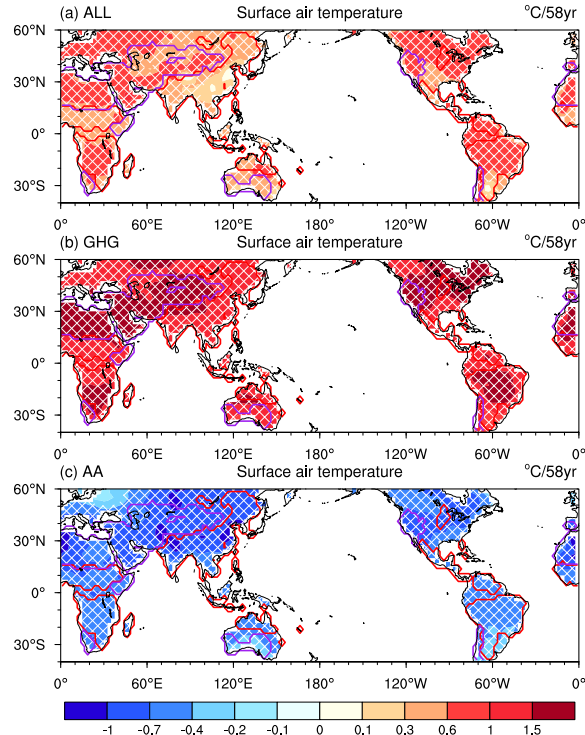 (a) ALL Surface air temperature °C/58yr
60°N
30°N
0°
30°S
0° 60°E 120°E 180° 120°W 60°W 0°
(b) GHG Surface air temperature °C/58yr
60°N
30°N
0°
30°S
0° 60°E 120°E 180° 120°W 60°W 0°
(c) AA Surface air temperature °C/58yr
60°N
30°N
0°
30°S
0° 60°E 120°E 180° 120°W 60°W 0°
-1 -0.7 -0.4 -0.2 -0.1 0 0.1 0.3 0.6 1 1.5